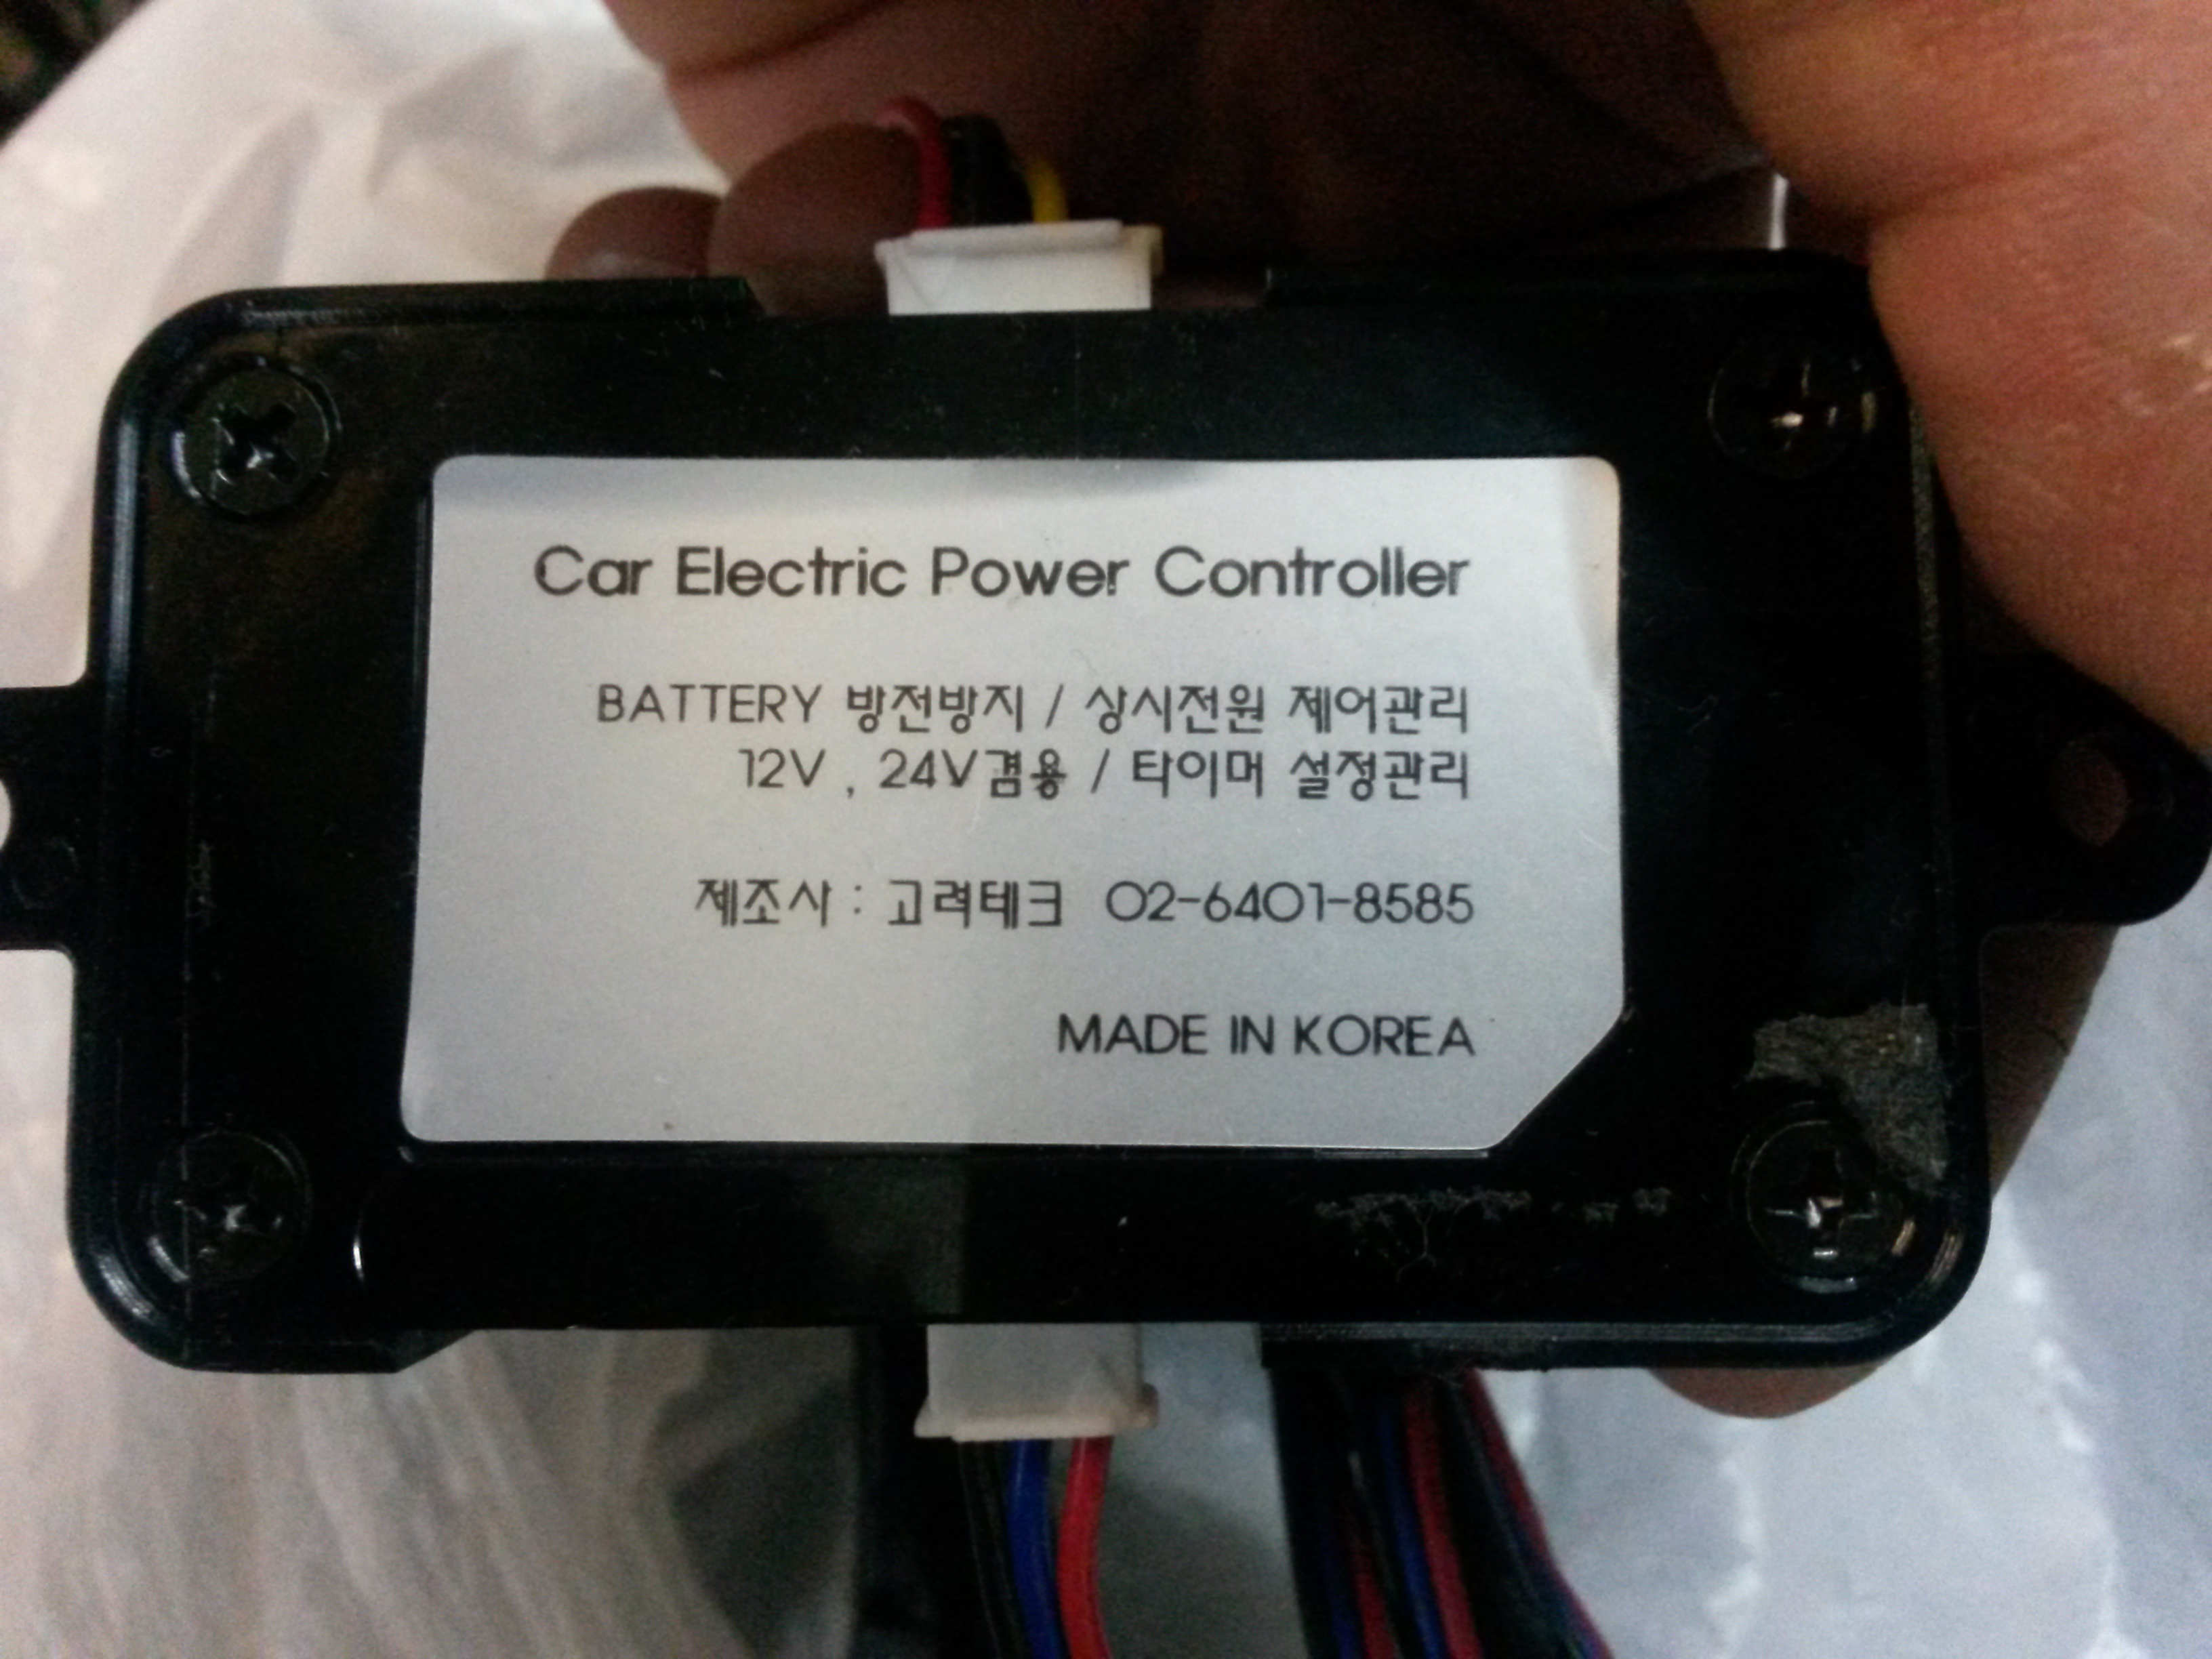 Car Electric Power Controller
BATTERY 방전방지 / 상시전원 제어관리
12V , 24V겸용 / 타이머 설정관리
제조사 : 고려테크 02-6401-8585
MADE IN KOREA